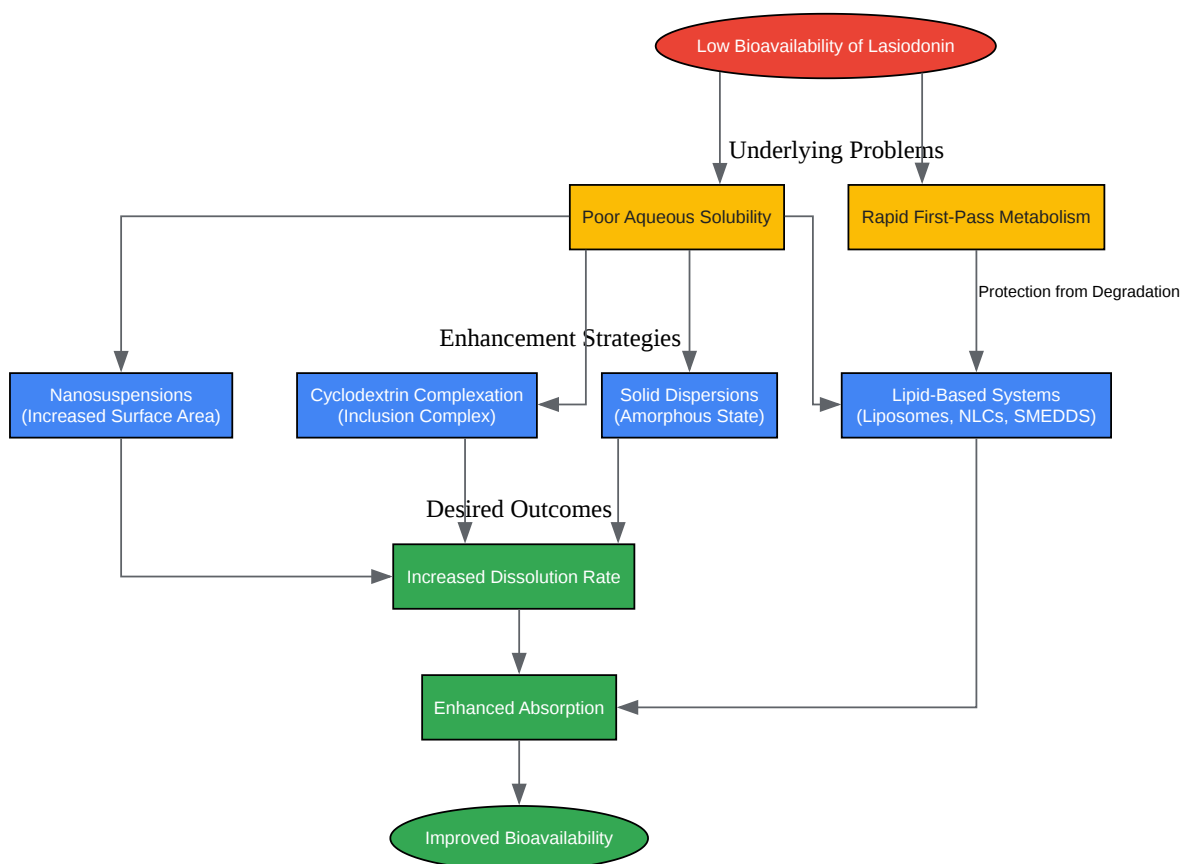 Low Bioavailability of Lasiodonin
Underlying Problems
Poor Aqueous Solubility
Rapid First-Pass Metabolism
Protection from Degradation
Enhancement Strategies
Nanosuspensions
(Increased Surface Area)
Cyclodextrin Complexation
(Inclusion Complex)
Solid Dispersions
(Amorphous State)
Lipid-Based Systems
(Liposomes, NLCs, SMEDDS)
Desired Outcomes
Increased Dissolution Rate
Enhanced Absorption
Improved Bioavailability